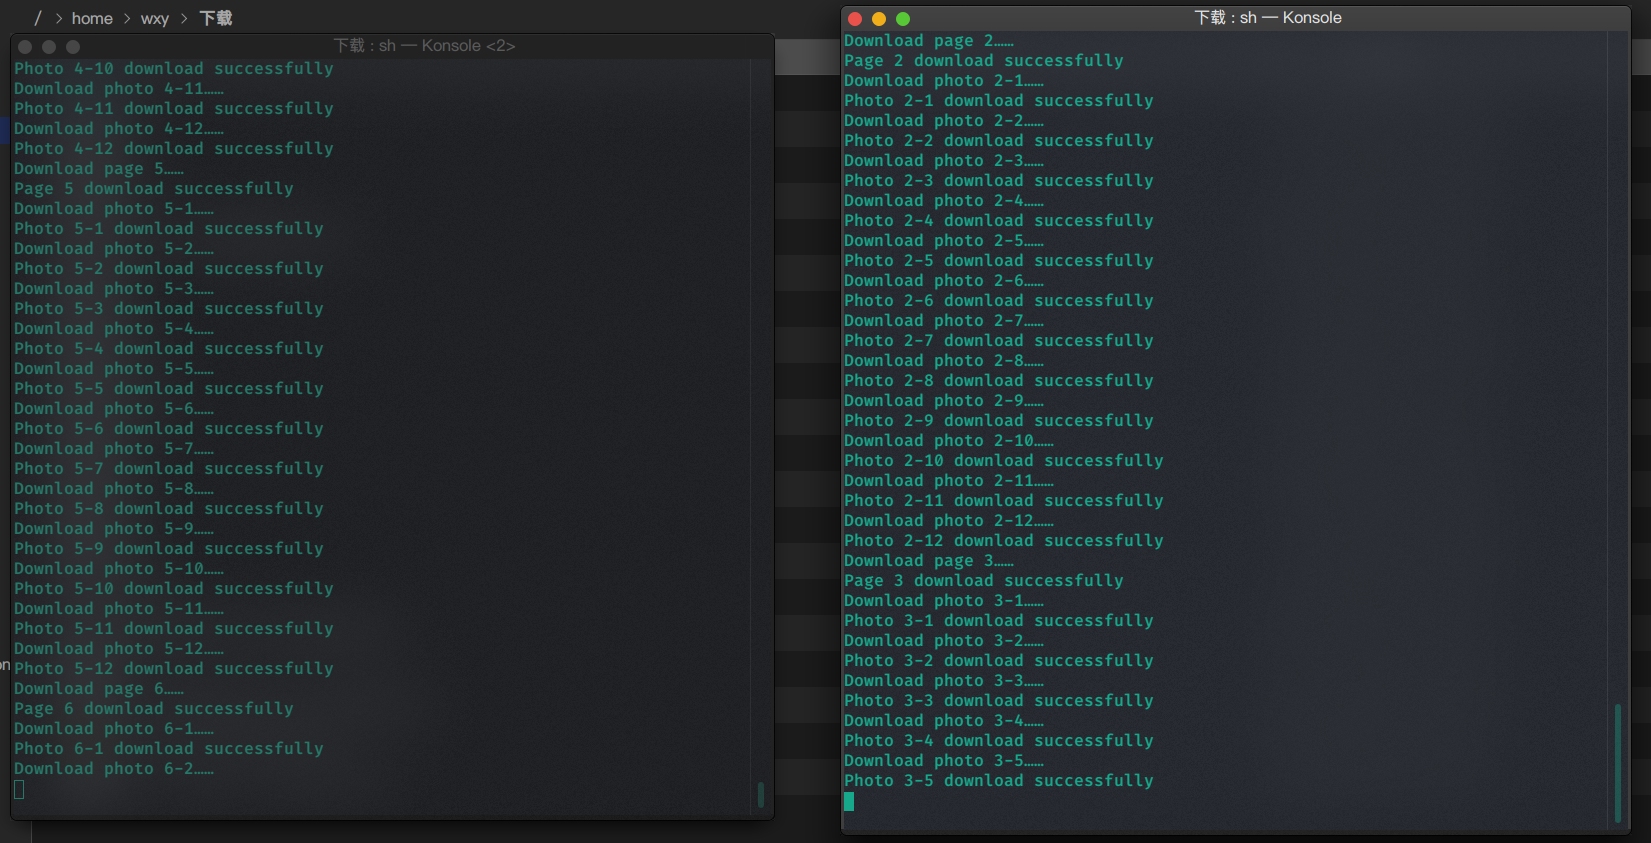 / > home > wxy > 下载
下载 : sh — Konsole <2>
Photo 4-10 download successfully
Download photo 4-11……
Photo 4-11 download successfully
Download photo 4-12……
Photo 4-12 download successfully
Download page 5……
Page 5 download successfully
Download photo 5-1……
Photo 5-1 download successfully
Download photo 5-2……
Photo 5-2 download successfully
Download photo 5-3……
Photo 5-3 download successfully
Download photo 5-4……
Photo 5-4 download successfully
Download photo 5-5……
Photo 5-5 download successfully
Download photo 5-6……
Photo 5-6 download successfully
Download photo 5-7……
Photo 5-7 download successfully
Download photo 5-8……
Photo 5-8 download successfully
Download photo 5-9……
Photo 5-9 download successfully
Download photo 5-10……
Photo 5-10 download successfully
Download photo 5-11……
Photo 5-11 download successfully
Download photo 5-12……
Photo 5-12 download successfully
Download page 6……
Page 6 download successfully
Download photo 6-1……
Photo 6-1 download successfully
Download photo 6-2……
下载 : sh — Konsole
Download page 2……
Page 2 download successfully
Download photo 2-1……
Photo 2-1 download successfully
Download photo 2-2……
Photo 2-2 download successfully
Download photo 2-3……
Photo 2-3 download successfully
Download photo 2-4……
Photo 2-4 download successfully
Download photo 2-5……
Photo 2-5 download successfully
Download photo 2-6……
Photo 2-6 download successfully
Download photo 2-7……
Photo 2-7 download successfully
Download photo 2-8……
Photo 2-8 download successfully
Download photo 2-9……
Photo 2-9 download successfully
Download photo 2-10……
Photo 2-10 download successfully
Download photo 2-11……
Photo 2-11 download successfully
Download photo 2-12……
Photo 2-12 download successfully
Download page 3……
Page 3 download successfully
Download photo 3-1……
Photo 3-1 download successfully
Download photo 3-2……
Photo 3-2 download successfully
Download photo 3-3……
Photo 3-3 download successfully
Download photo 3-4……
Photo 3-4 download successfully
Download photo 3-5……
Photo 3-5 download successfully